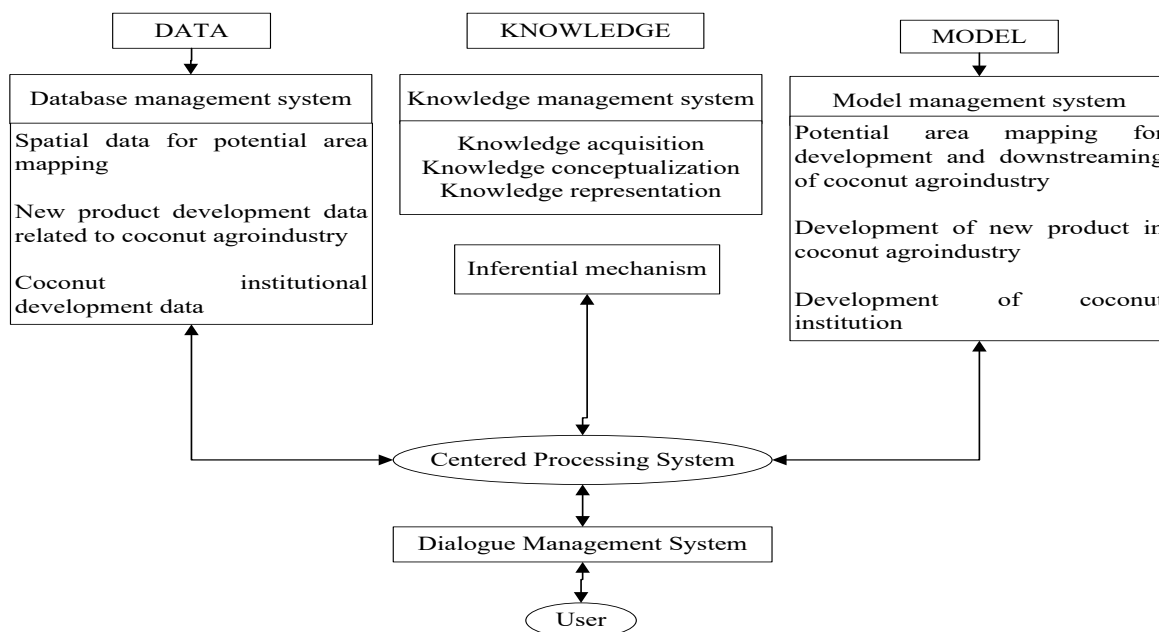 DATA
KNOWLEDGE
MODEL
Database management system
Spatial data for potential area
mapping
New product development data
related to coconut agroindustry
Coconut institutional
development data
Knowledge management system
Knowledge acquisition
Knowledge conceptualization
Knowledge representation
Inferential mechanism
Model management system
Potential area mapping for
development and downstreaming
of coconut agroindustry
Development of new product in
coconut agroindustry
Development of coconut
institution
Centered Processing System
Dialogue Management System
User